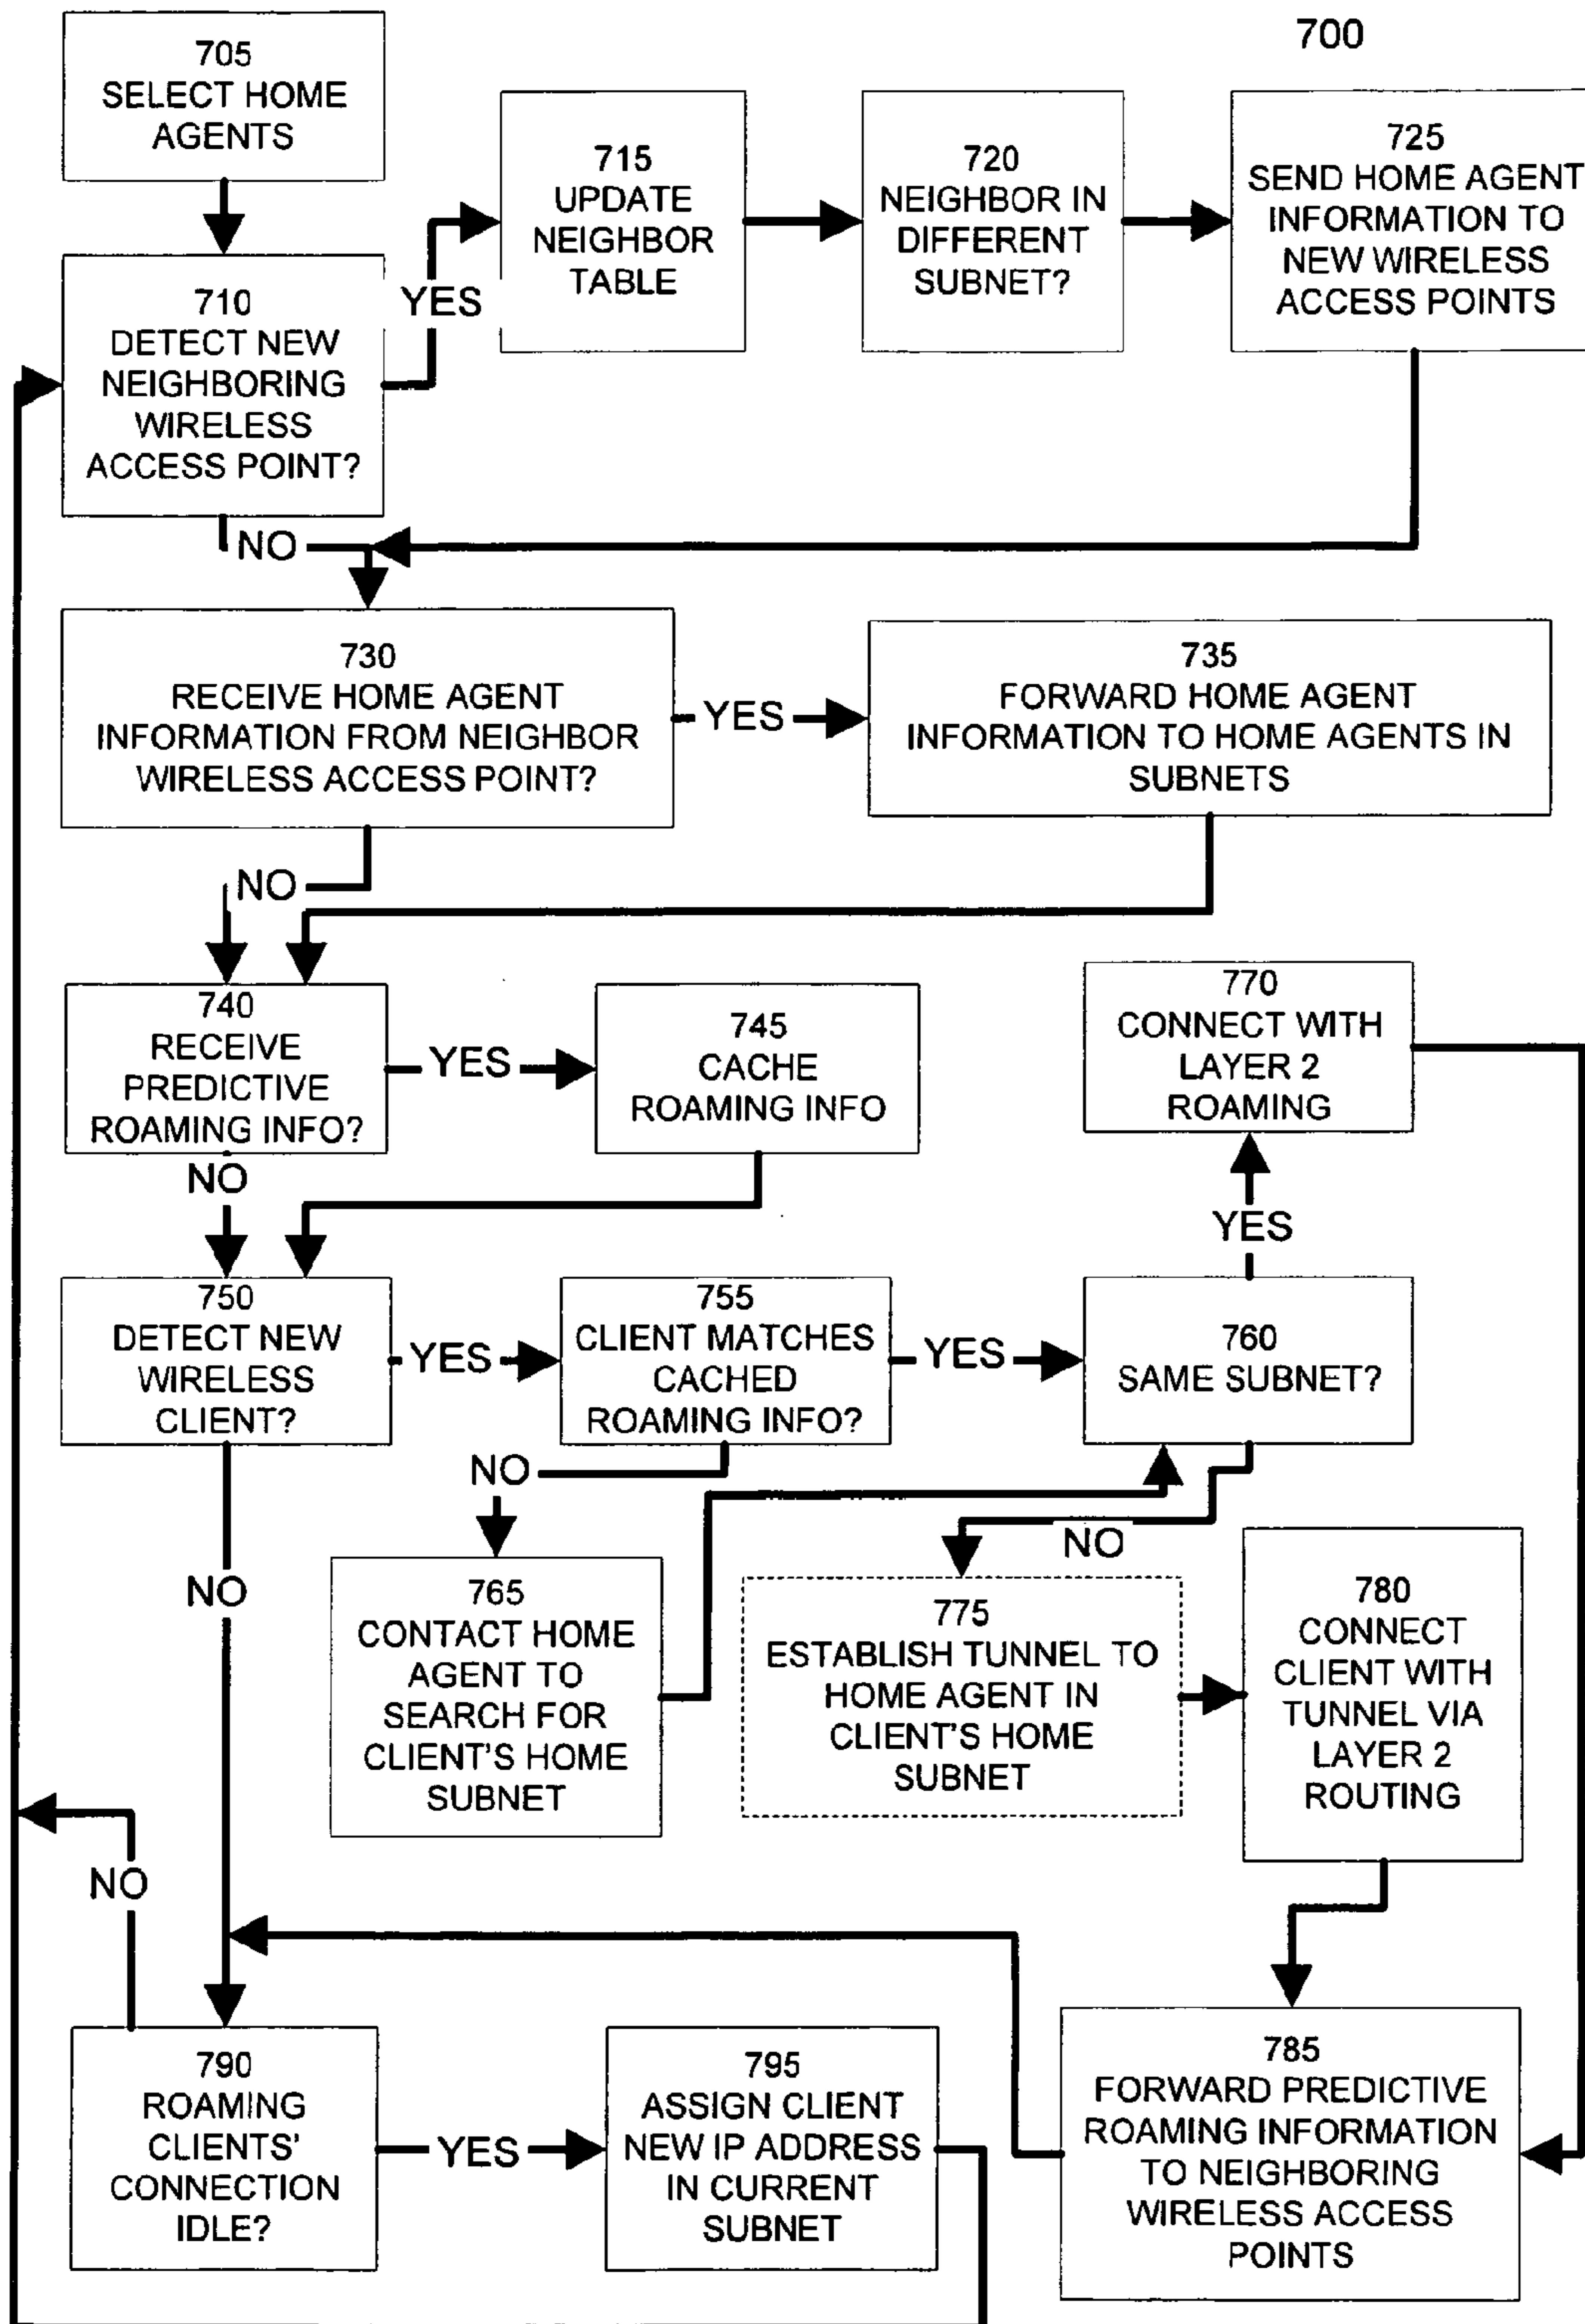 700
705
SELECT HOME
AGENTS
710
DETECT NEW
NEIGHBORING
WIRELESS
ACCESS POINT?
YES
715
UPDATE
NEIGHBOR
TABLE
720
NEIGHBOR IN
DIFFERENT
SUBNET?
725
SEND HOME AGENT
INFORMATION TO
NEW WIRELESS
ACCESS POINTS
NO
730
RECEIVE HOME AGENT
INFORMATION FROM NEIGHBOR
WIRELESS ACCESS POINT?
YES
735
FORWARD HOME AGENT
INFORMATION TO HOME AGENTS IN
SUBNETS
NO
740
RECEIVE
PREDICTIVE
ROAMING INFO?
YES
745
CACHE
ROAMING INFO
770
CONNECT WITH
LAYER 2
ROAMING
NO
YES
750
DETECT NEW
WIRELESS
CLIENT?
YES
755
CLIENT MATCHES
CACHED
ROAMING INFO?
YES
760
SAME SUBNET?
NO
NO
NO
765
CONTACT HOME
AGENT TO
SEARCH FOR
CLIENT'S HOME
SUBNET
775
ESTABLISH TUNNEL TO
HOME AGENT IN
CLIENT'S HOME
SUBNET
780
CONNECT
CLIENT WITH
TUNNEL VIA
LAYER 2
ROUTING
NO
790
ROAMING
CLIENTS'
CONNECTION
IDLE?
YES
795
ASSIGN CLIENT
NEW IP ADDRESS
IN CURRENT
SUBNET
785
FORWARD PREDICTIVE
ROAMING INFORMATION
TO NEIGHBORING
WIRELESS ACCESS
POINTS